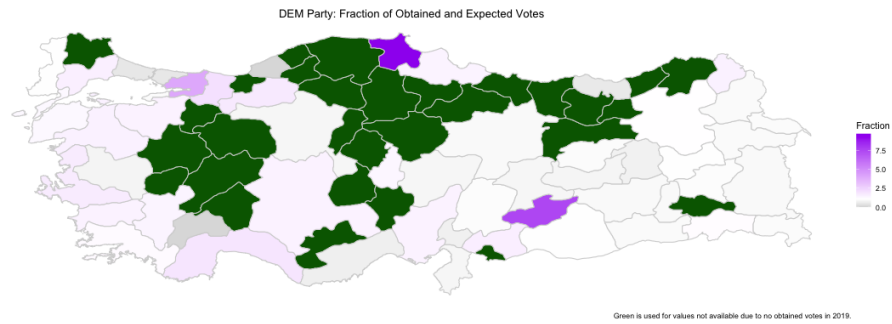 DEM Party: Fraction of Obtained and Expected Votes
Fraction
7.5
5.0
2.5
0.0
Green is used for values not available due to no obtained votes in 2019.